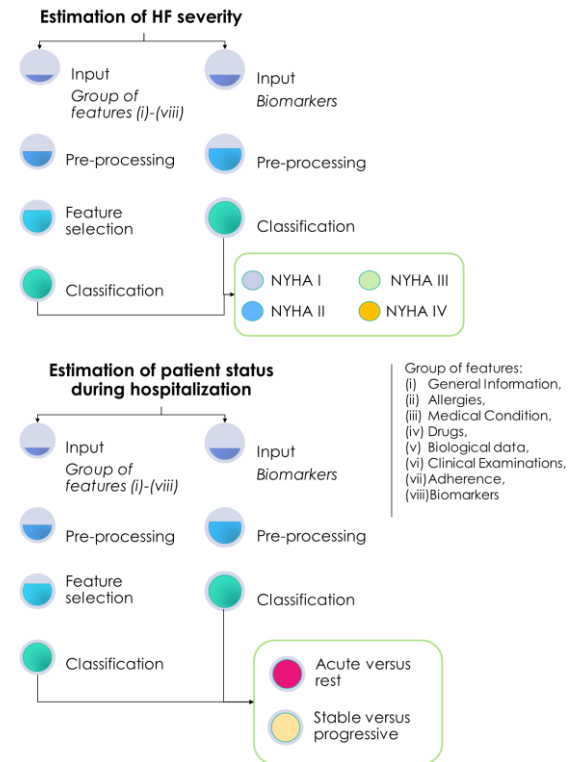 Estimation of HF severity
Input
Group of
features (i)-(viii)
Pre-processing
Feature
selection
Classification
Input
Biomarkers
Pre-processing
Classification
NYHA I
NYHA III
NYHA II
NYHA IV
Estimation of patient status
during hospitalization
Input
Group of
features (i)-(viii)
Pre-processing
Feature
selection
Classification
Input
Biomarkers
Pre-processing
Classification
Acute versus
rest
Stable versus
progressive
Group of features:
(i) General Information,
(ii) Allergies,
(iii) Medical Condition,
(iv) Drugs,
(v) Biological data,
(vi) Clinical Examinations,
(vii)Adherence,
(viii)Biomarkers